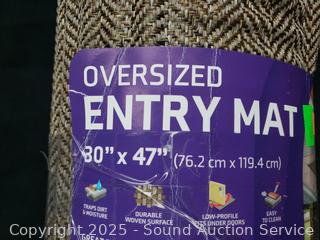 OVERSIZED
ENTRY MAT
30" x 47" (76.2 cm x 119.4 cm)
TRAPS DIRT
& MOISTURE
DURABLE
WOVEN SURFACE
LOW-PROFILE
FITS UNDER DOORS
EASY
TO CLEAN
Copyright 2025 - Sound Auction Service